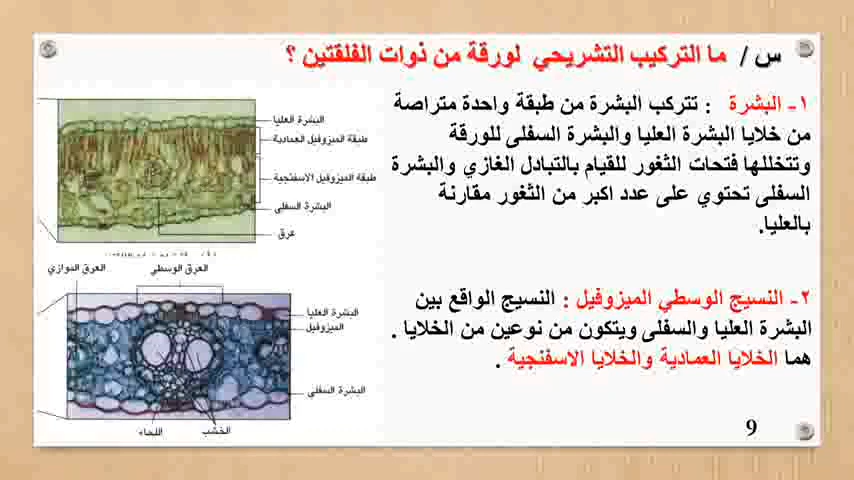 س / ما التركيب التشريحي لورقة من ذوات الفلقتين ؟
١- البشرة : تتركب البشرة من طبقة واحدة متراصة
من خلايا البشرة العليا والبشرة السفلى للورقة
وتتخللها فتحات الثغور للقيام بالتبادل الغازي والبشرة
السفلى تحتوي على عدد اكبر من الثغور مقارنة
بالعليا.
٢- النسيج الوسطي الميزوفيل : النسيج الواقع بين
البشرة العليا والسفلى ويتكون من نوعين من الخلايا .
هما الخلايا العمادية والخلايا الاسفنجية .
البشرة العليا
طبقة الميزوفيل العمادية
طبقة الميزوفيل الاسفنجية
البشرة السفلى
عرق
العرق الوسطي
العرق الموازي
البشرة العليا
الميزوفيل
البشرة السفلى
الخشب
اللحاء
9